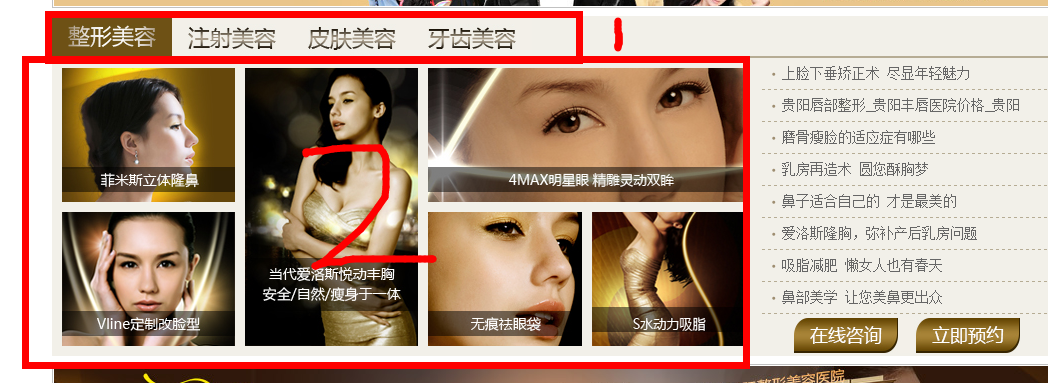 整形美容 注射美容 皮肤美容 牙齿美容
1
菲米斯立体隆鼻
2
当代爱洛斯悦动丰胸
安全/自然/瘦身于一体
4MAX明星眼 精雕灵动双眸
Vline定制改脸型
无痕祛眼袋
S水动力吸脂
上脸下垂矫正术 尽显年轻魅力
贵阳唇部整形_贵阳丰唇医院价格_贵阳
磨骨瘦脸的适应症有哪些
乳房再造术 圆您酥胸梦
鼻子适合自己的 才是最美的
爱洛斯隆胸，弥补产后乳房问题
吸脂减肥 懒女人也有春天
鼻部美学 让您美鼻更出众
在线咨询 立即预约
整形美容医院